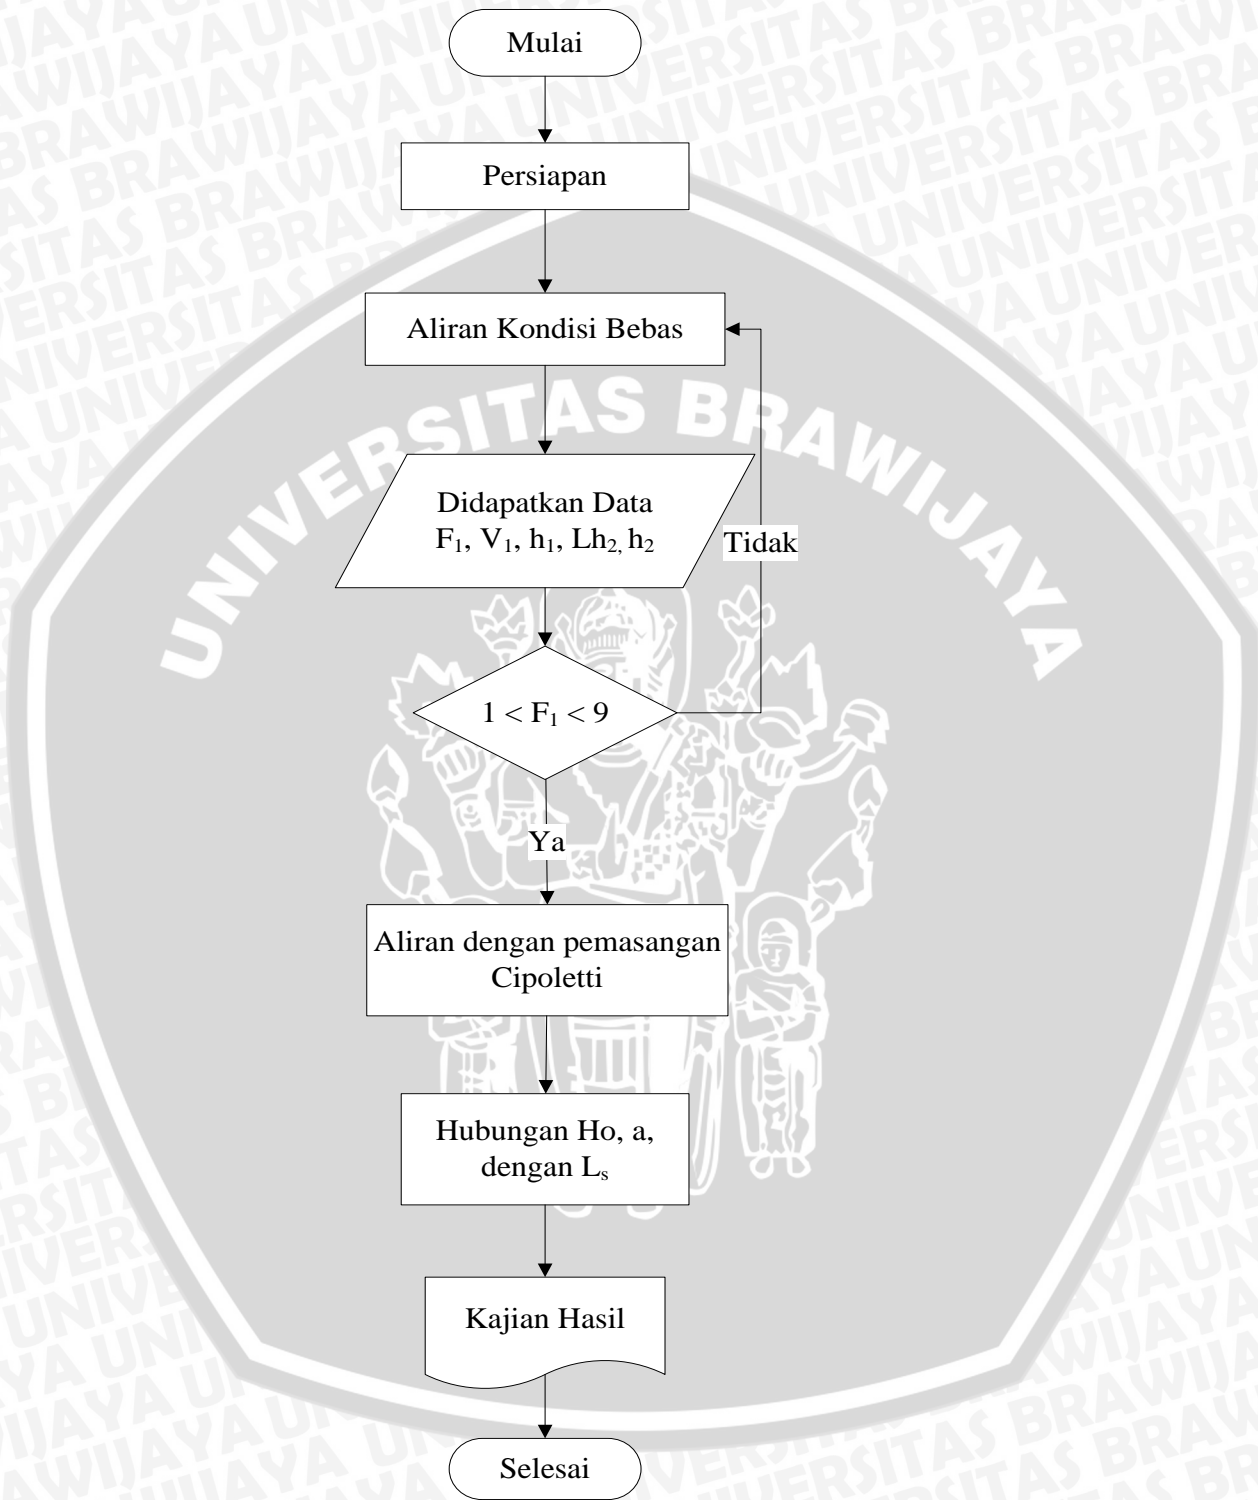 Mulai
Persiapan
Aliran Kondisi Bebas
UNIVERSITAS BRAWIJAYA
Didapatkan Data
F₁, V₁, h₁, Lh₂, h₂
Tidak
1 < F₁ < 9
Ya
Aliran dengan pemasangan
Cipoletti
Hubungan Ho, a,
dengan Lₛ
Kajian Hasil
Selesai